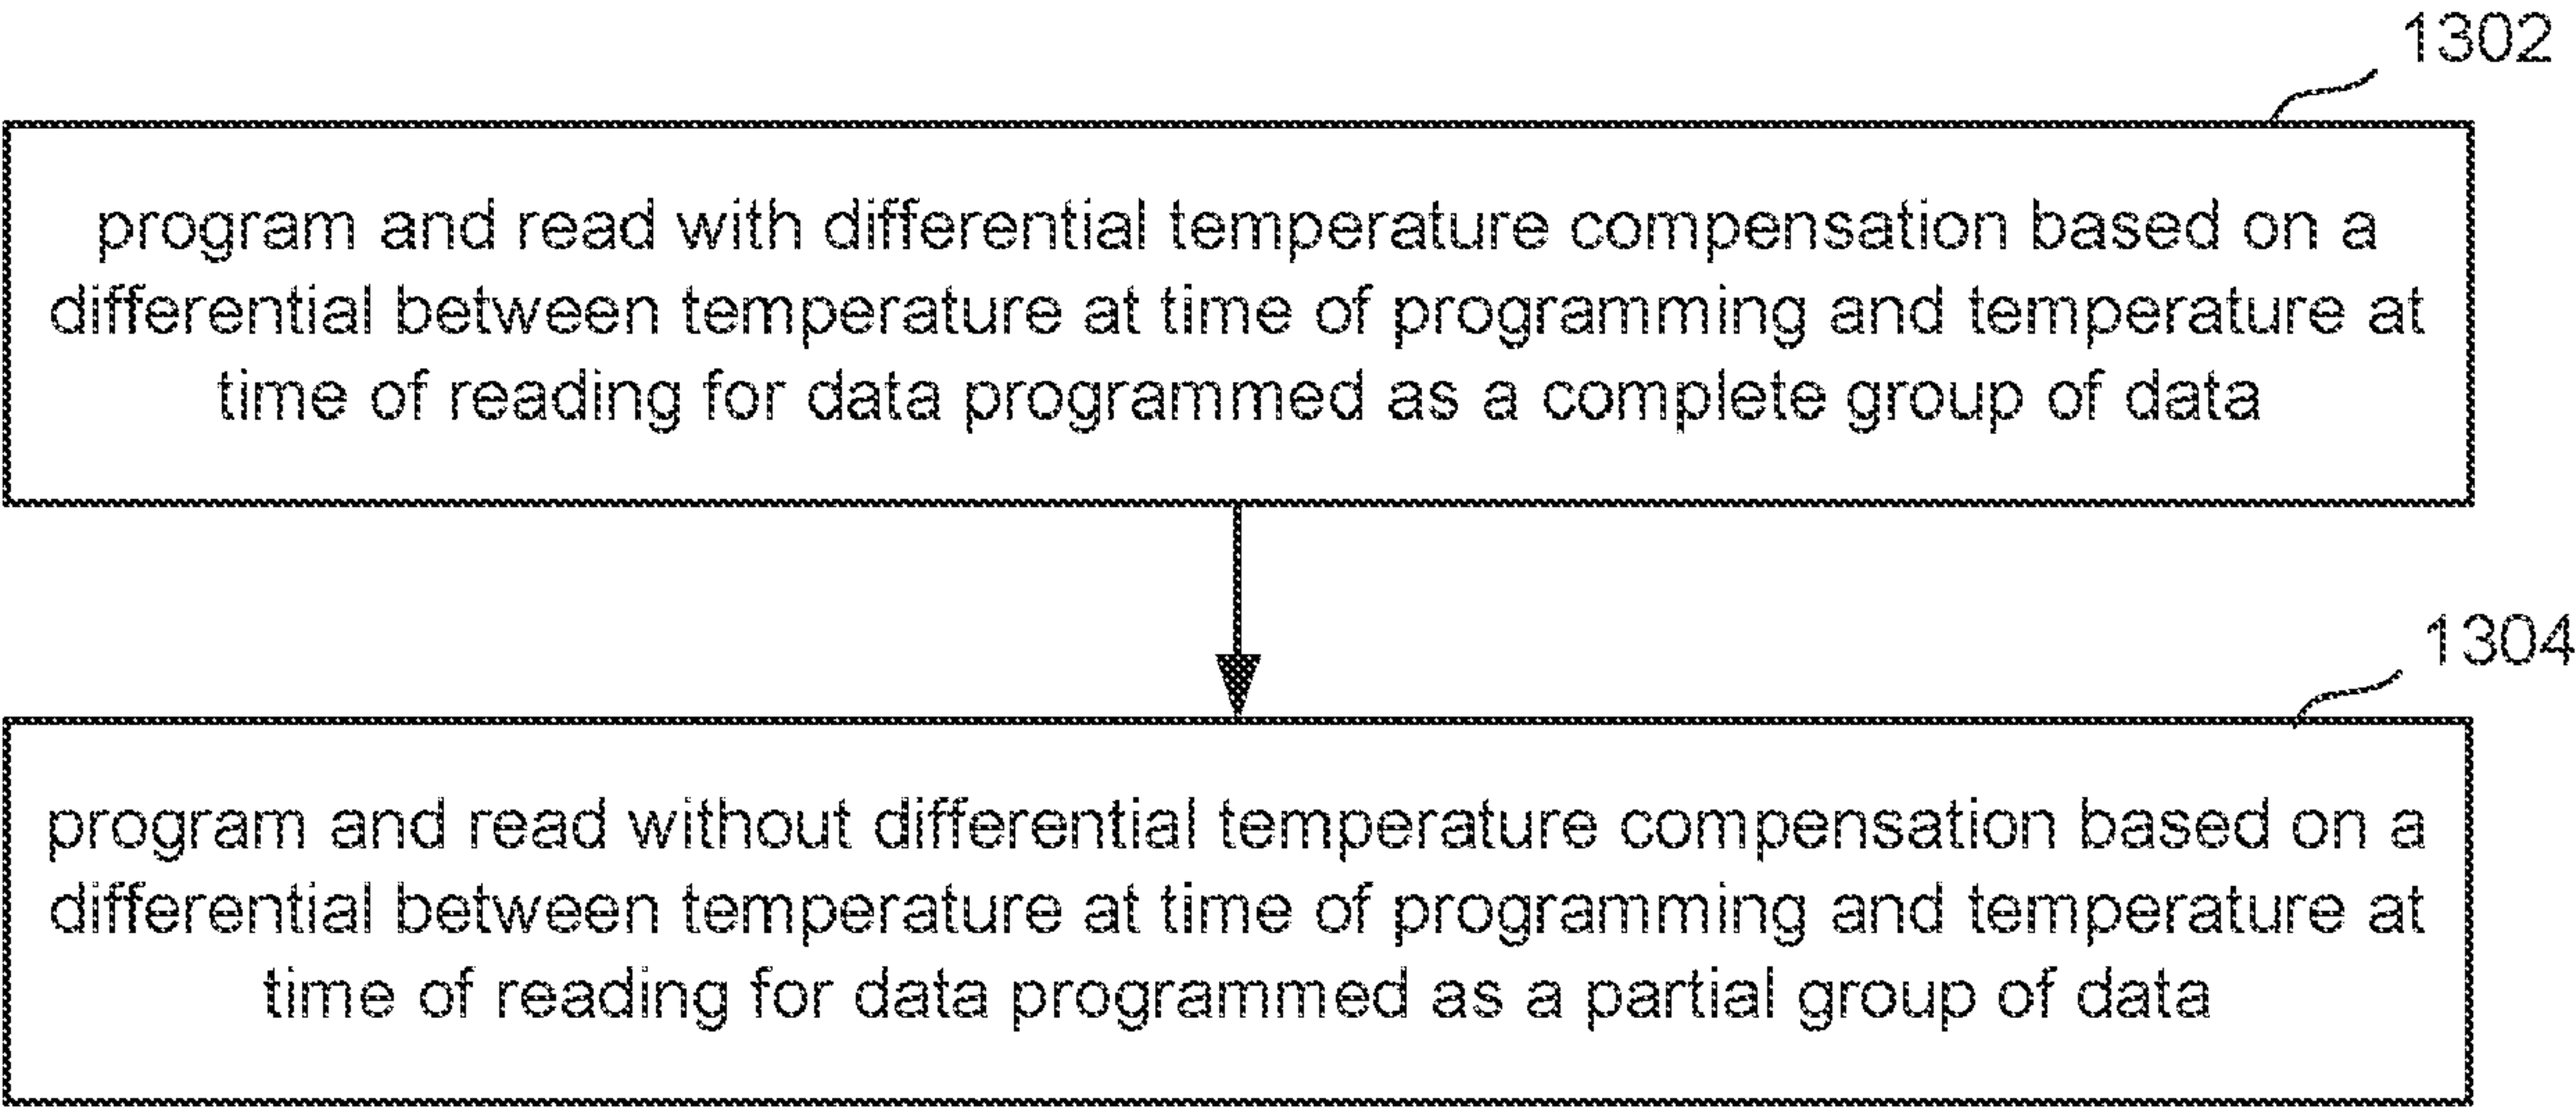 1302
program and read with differential temperature compensation based on a
differential between temperature at time of programming and temperature at
time of reading for data programmed as a complete group of data
1304
program and read without differential temperature compensation based on a
differential between temperature at time of programming and temperature at
time of reading for data programmed as a partial group of data